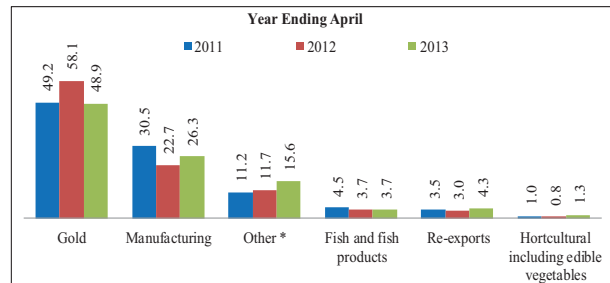 Year Ending April
2011 2012 2013
49.2 58.1 48.9
30.5 22.7 26.3
11.2 11.7 15.6
4.5 3.7 3.7
3.5 3.0 4.3
1.0 0.8 1.3
Gold
Manufacturing
Other *
Fish and fish
products
Re-exports
Hortcultural
including edible
vegetables